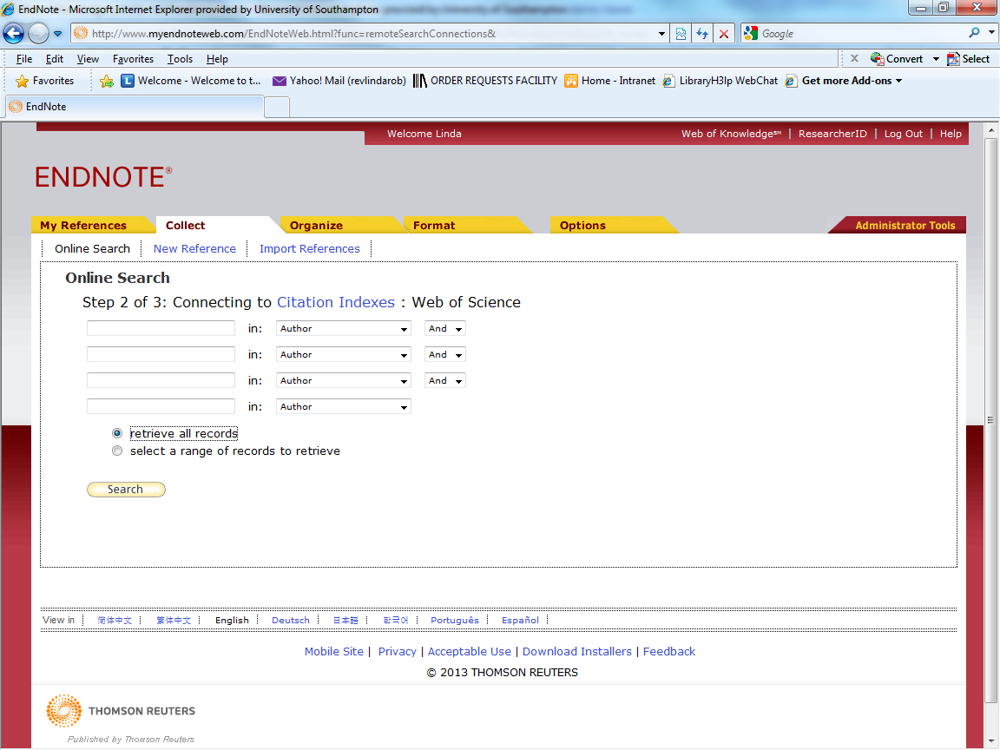 EndNote - Microsoft Internet Explorer provided by University of Southampton
http://www.myendnoteweb.com/EndNoteWeb.html?func=remoteSearchConnections& Google
File Edit View Favorites Tools Help Convert Select
Favorites Welcome - Welcome to t... Yahoo! Mail (revlindarob) ORDER REQUESTS FACILITY Home - Intranet LibraryH3lp WebChat Get more Add-ons
EndNote
Welcome Linda Web of Knowledge℠ | ResearcherID | Log Out | Help
ENDNOTE®
My References Collect Organize Format Options Administrator Tools
Online Search New Reference Import References
Online Search
Step 2 of 3: Connecting to Citation Indexes : Web of Science
in: Author And
in: Author And
in: Author And
in: Author
retrieve all records
select a range of records to retrieve
Search
View in 简体中文 繁体中文 English Deutsch 日本語 한국어 Português Español
Mobile Site | Privacy | Acceptable Use | Download Installers | Feedback
© 2013 THOMSON REUTERS
THOMSON REUTERS
Published by Thomson Reuters